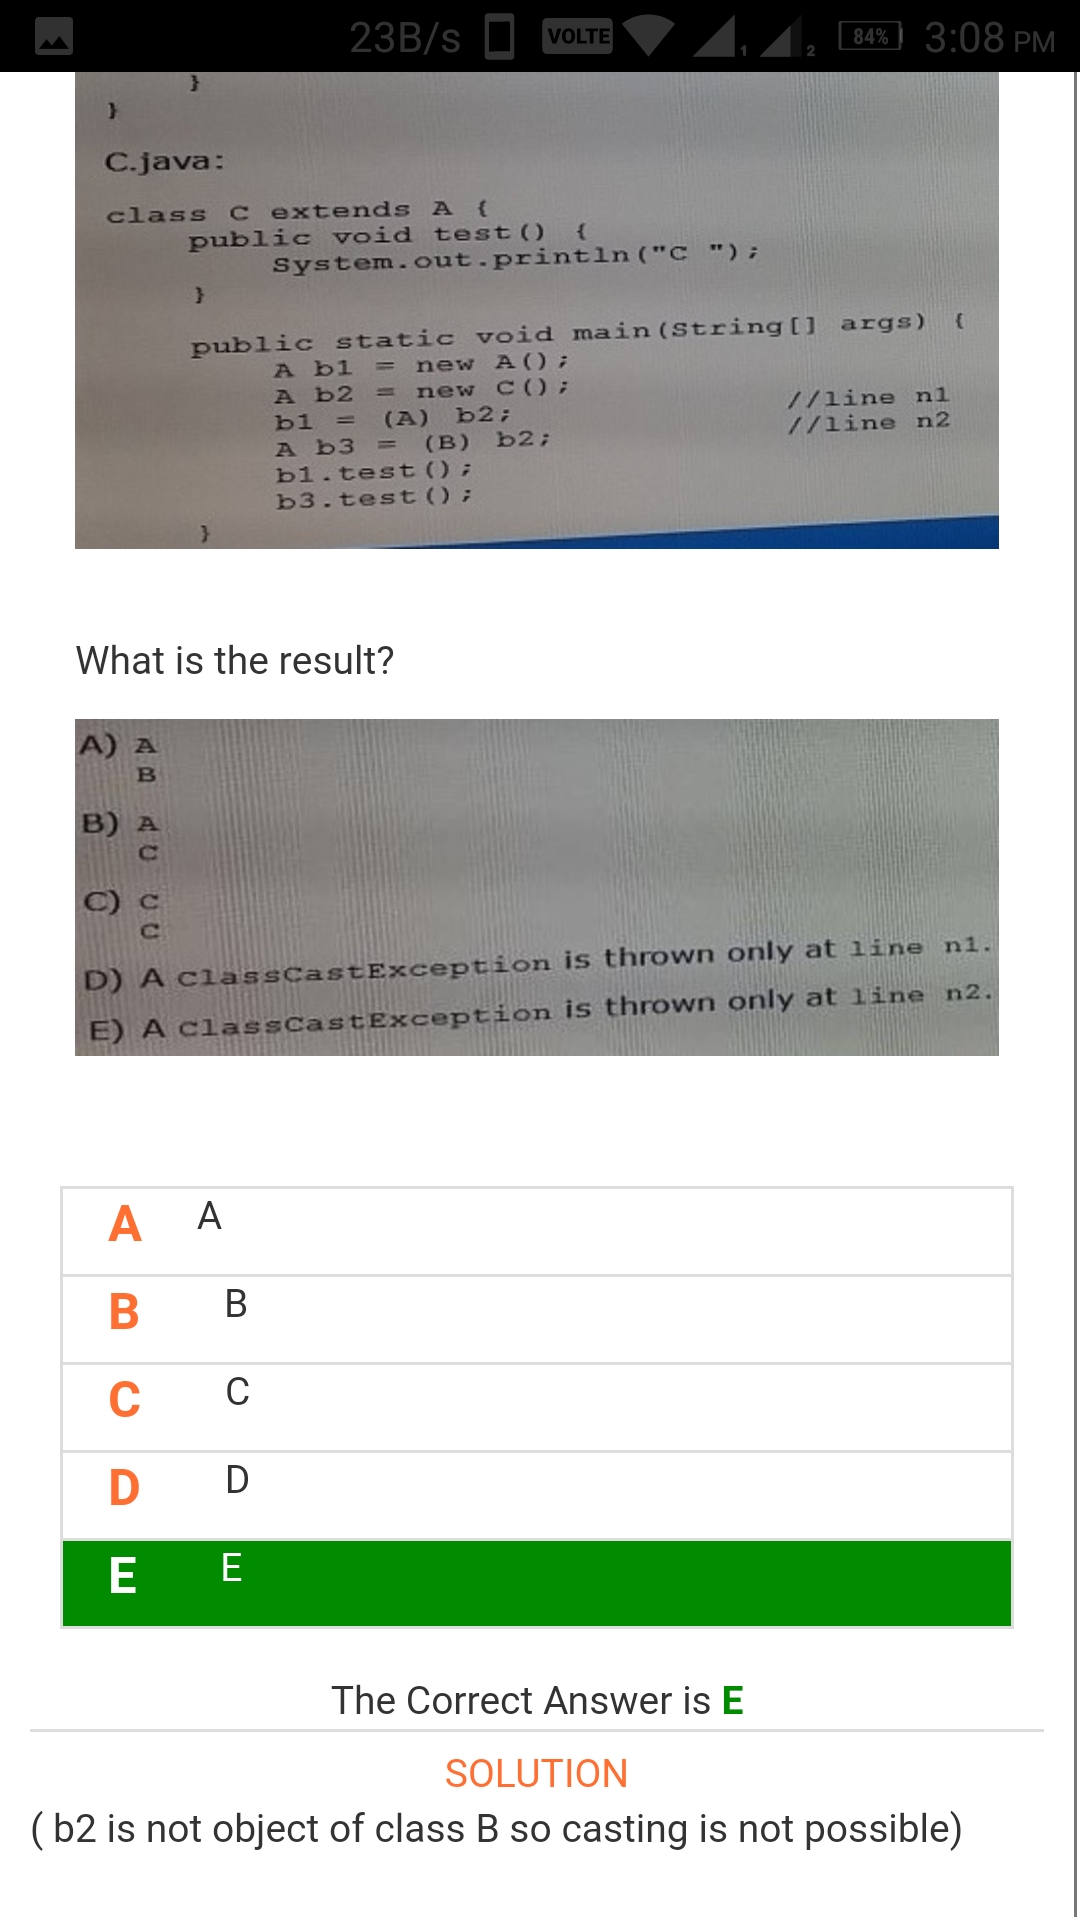 23B/s VOLTE 1 2 84% 3:08 PM
}
}
C.java:
class C extends A {
public void test() {
System.out.println("C ");
}
public static void main(String[] args) {
A b1 = new A();
A b2 = new C();
b1 = (A) b2; //line n1
A b3 = (B) b2; //line n2
b1.test();
b3.test();
}
What is the result?
A) A
B
B) A
C
C) C
C
D) A ClassCastException is thrown only at line n1.
E) A ClassCastException is thrown only at line n2.
A A
B B
C C
D D
E E
The Correct Answer is E
SOLUTION
( b2 is not object of class B so casting is not possible)